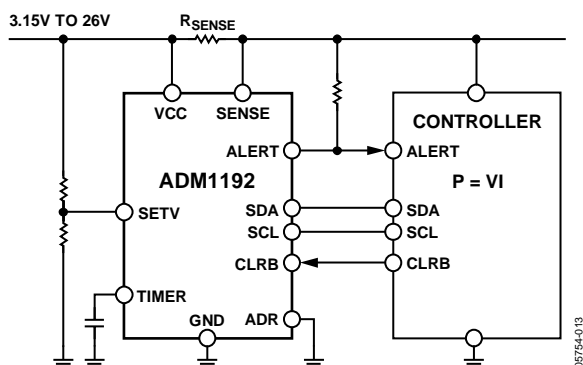 3.15V TO 26V
RSENSE
VCC
SENSE
CONTROLLER
ALERT
ALERT
ADM1192
P = VI
SETV
SDA
SDA
SCL
SCL
CLRB
CLRB
TIMER
GND
ADR
05754-013